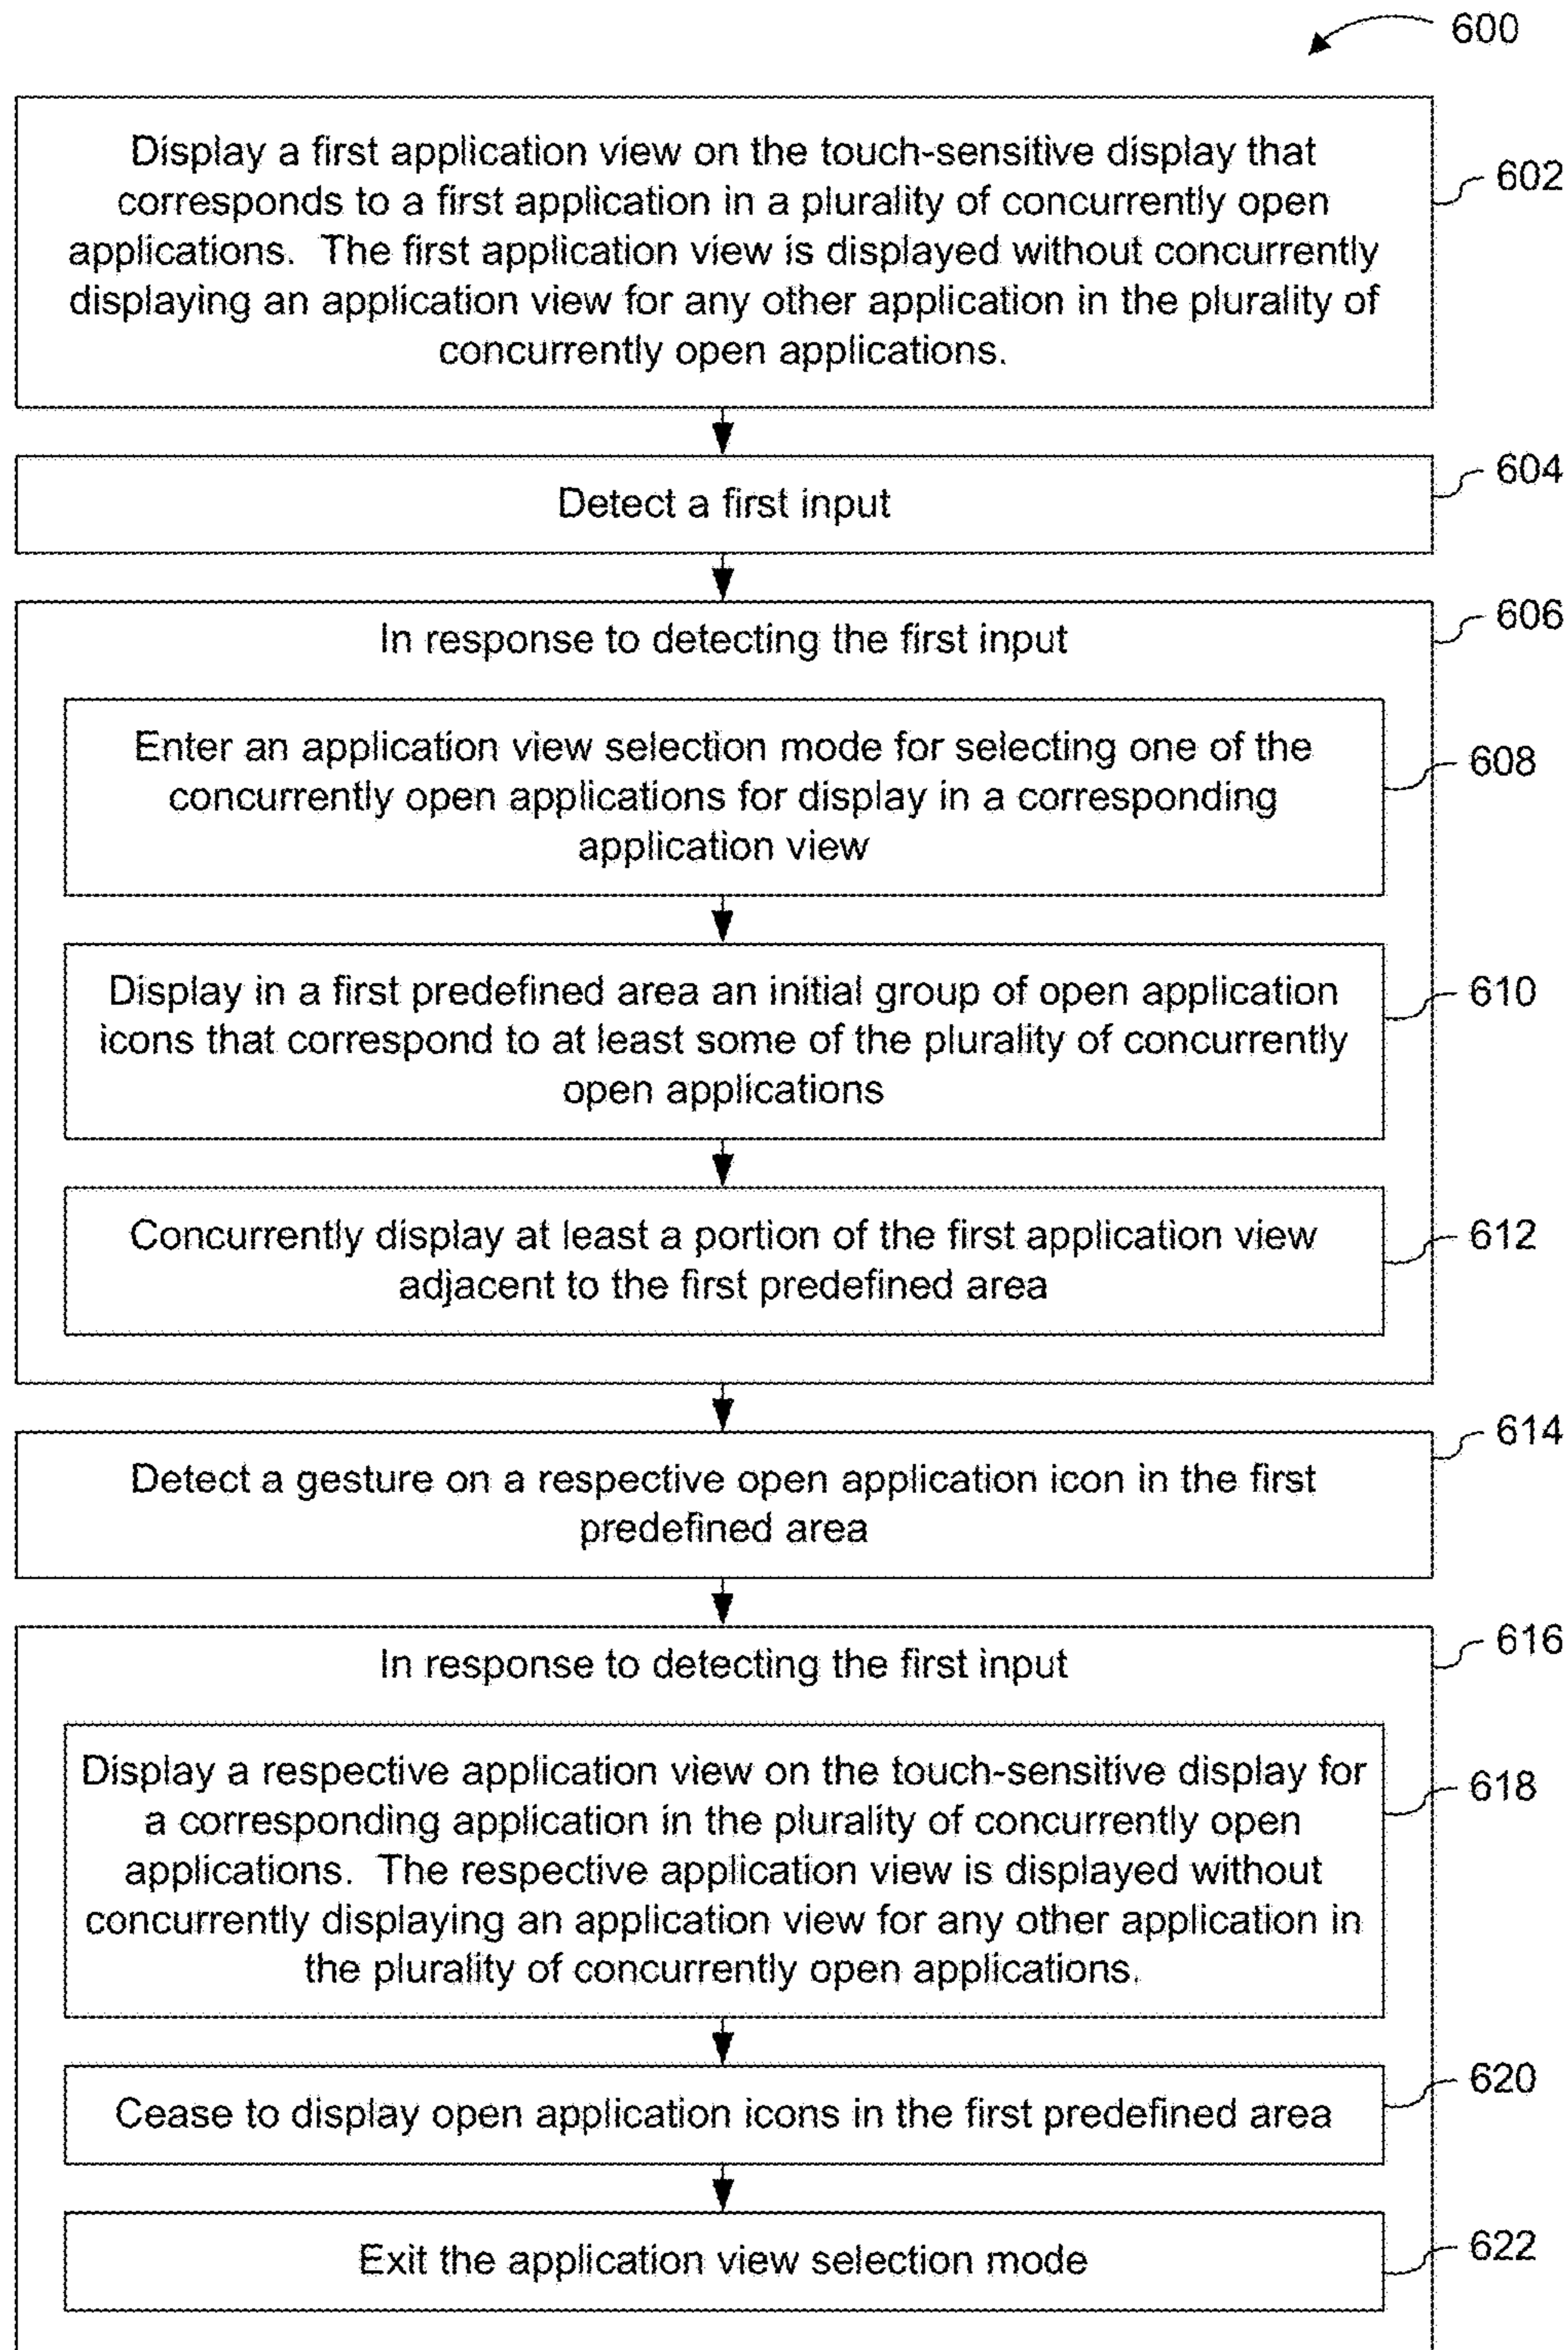 600
Display a first application view on the touch-sensitive display that
corresponds to a first application in a plurality of concurrently open
applications. The first application view is displayed without concurrently
displaying an application view for any other application in the plurality of
concurrently open applications.
602
Detect a first input
604
In response to detecting the first input
606
Enter an application view selection mode for selecting one of the
concurrently open applications for display in a corresponding
application view
608
Display in a first predefined area an initial group of open application
icons that correspond to at least some of the plurality of concurrently
open applications
610
Concurrently display at least a portion of the first application view
adjacent to the first predefined area
612
Detect a gesture on a respective open application icon in the first
predefined area
614
In response to detecting the first input
616
Display a respective application view on the touch-sensitive display for
a corresponding application in the plurality of concurrently open
applications. The respective application view is displayed without
concurrently displaying an application view for any other application in
the plurality of concurrently open applications.
618
Cease to display open application icons in the first predefined area
620
Exit the application view selection mode
622